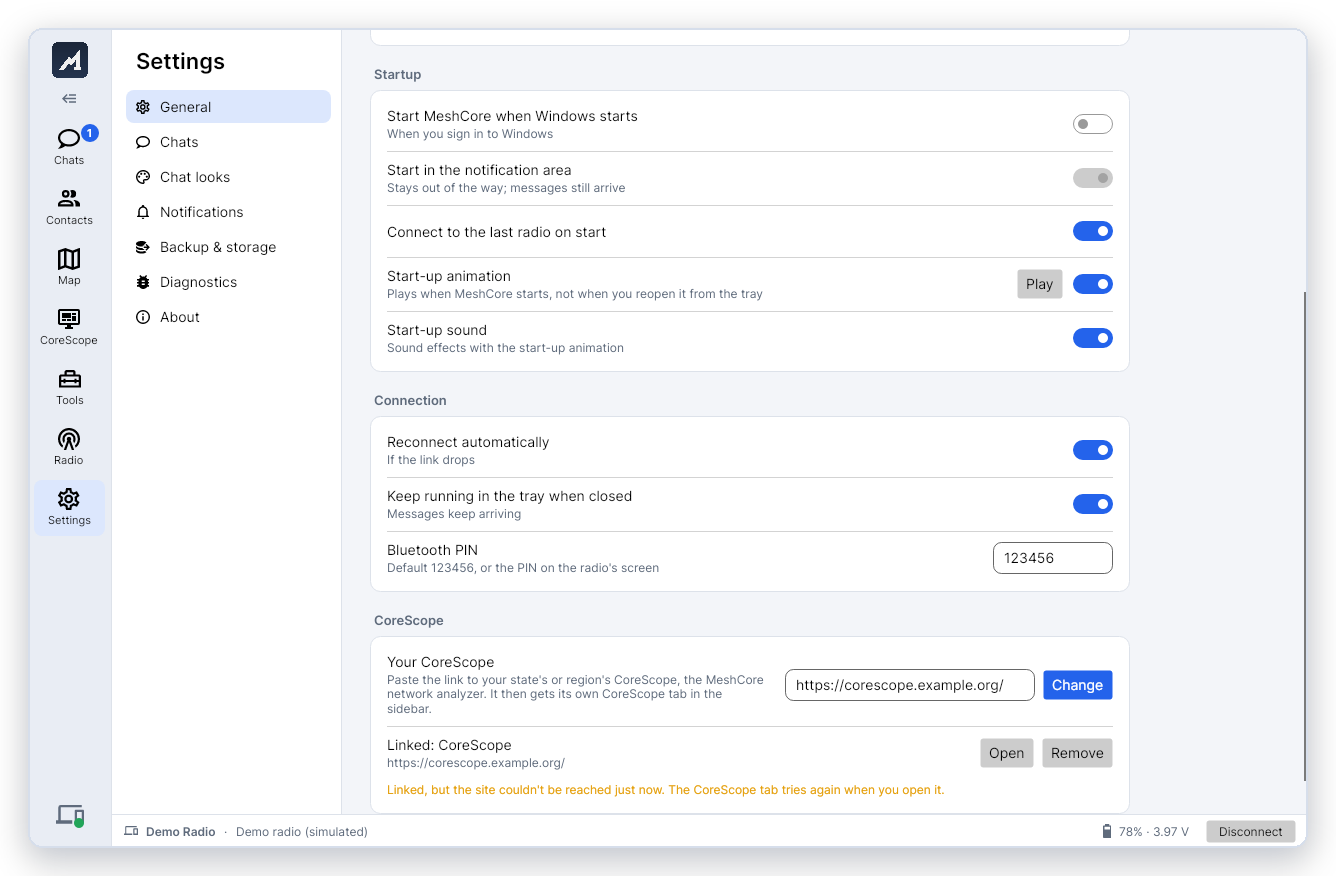 Settings
1
Chats
Contacts
Map
CoreScope
Tools
Radio
Settings
General
Chats
Chat looks
Notifications
Backup & storage
Diagnostics
About
Startup
Start MeshCore when Windows starts
When you sign in to Windows
Start in the notification area
Stays out of the way; messages still arrive
Connect to the last radio on start
Start-up animation
Plays when MeshCore starts, not when you reopen it from the tray
Play
Start-up sound
Sound effects with the start-up animation
Connection
Reconnect automatically
If the link drops
Keep running in the tray when closed
Messages keep arriving
Bluetooth PIN
Default 123456, or the PIN on the radio's screen
123456
CoreScope
Your CoreScope
Paste the link to your state's or region's CoreScope, the MeshCore
network analyzer. It then gets its own CoreScope tab in the
sidebar.
https://corescope.example.org/
Change
Linked: CoreScope
https://corescope.example.org/
Open
Remove
Linked, but the site couldn't be reached just now. The CoreScope tab tries again when you open it.
Demo Radio · Demo radio (simulated)
78% · 3.97 V
Disconnect